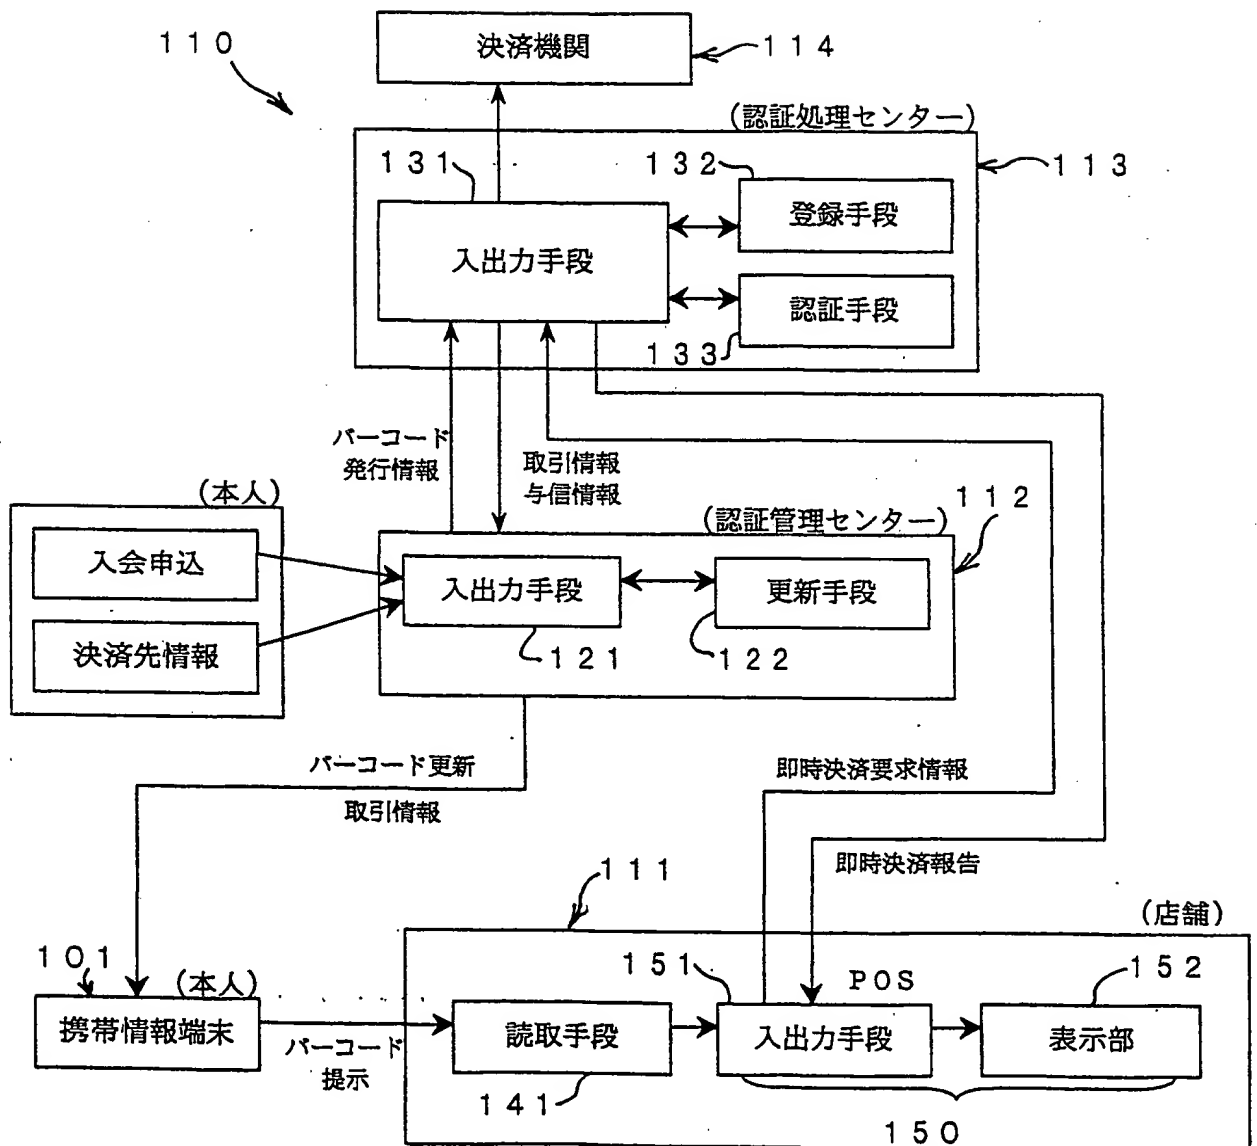 110
決済機関
114
(認証処理センター)
131
132
113
入出力手段
登録手段
認証手段
133
バーコード
発行情報
取引情報
与信情報
(本人)
入会申込
決済先情報
(認証管理センター)
112
入出力手段
更新手段
121
122
バーコード更新
取引情報
即時決済要求情報
即時決済報告
111
(店舗)
101
(本人)
携帯情報端末
バーコード
提示
読取手段
141
151
POS
152
入出力手段
表示部
150